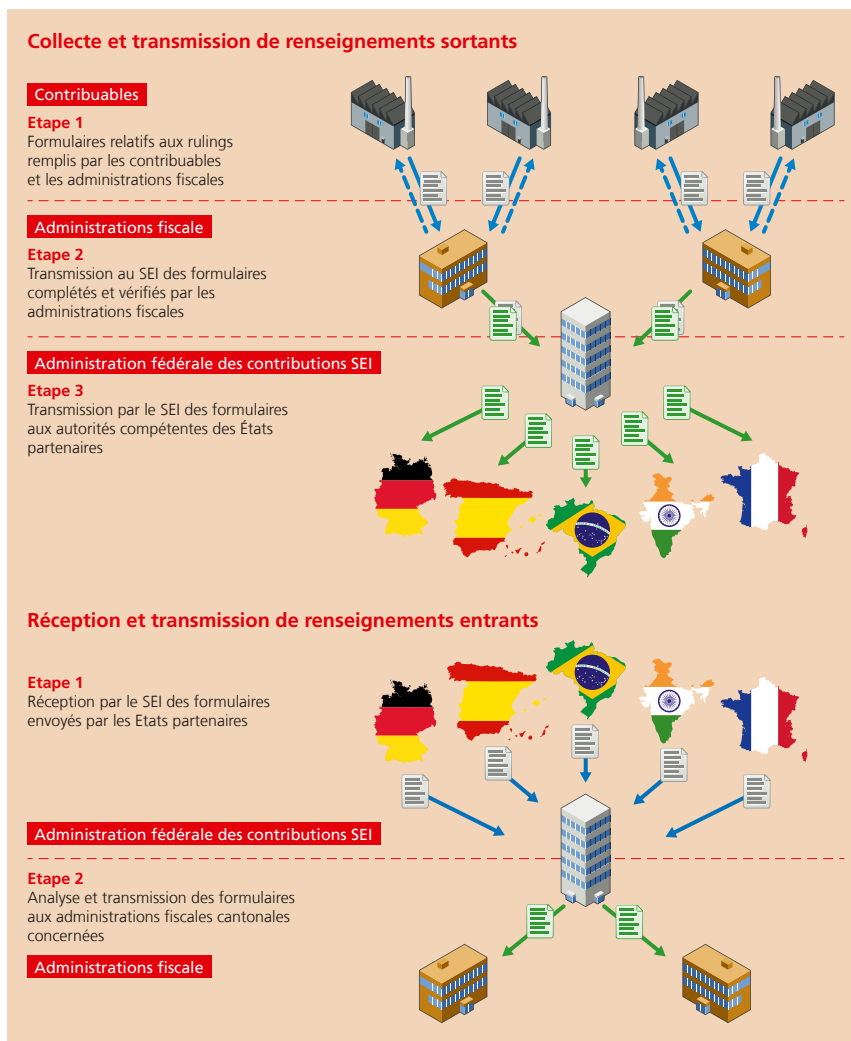 Collecte et transmission de renseignements sortants
Contribuables
Etape 1
Formulaires relatifs aux rulings
remplis par les contribuables
et les administrations fiscales
Administrations fiscale
Etape 2
Transmission au SEI des formulaires
complétés et vérifiés par les
administrations fiscales
Administration fédérale des contributions SEI
Etape 3
Transmission par le SEI des formulaires
aux autorités compétentes des États
partenaires
Réception et transmission de renseignements entrants
Etape 1
Réception par le SEI des formulaires
envoyés par les Etats partenaires
Administration fédérale des contributions SEI
Etape 2
Analyse et transmission des formulaires
aux administrations fiscales cantonales
concernées
Administrations fiscale